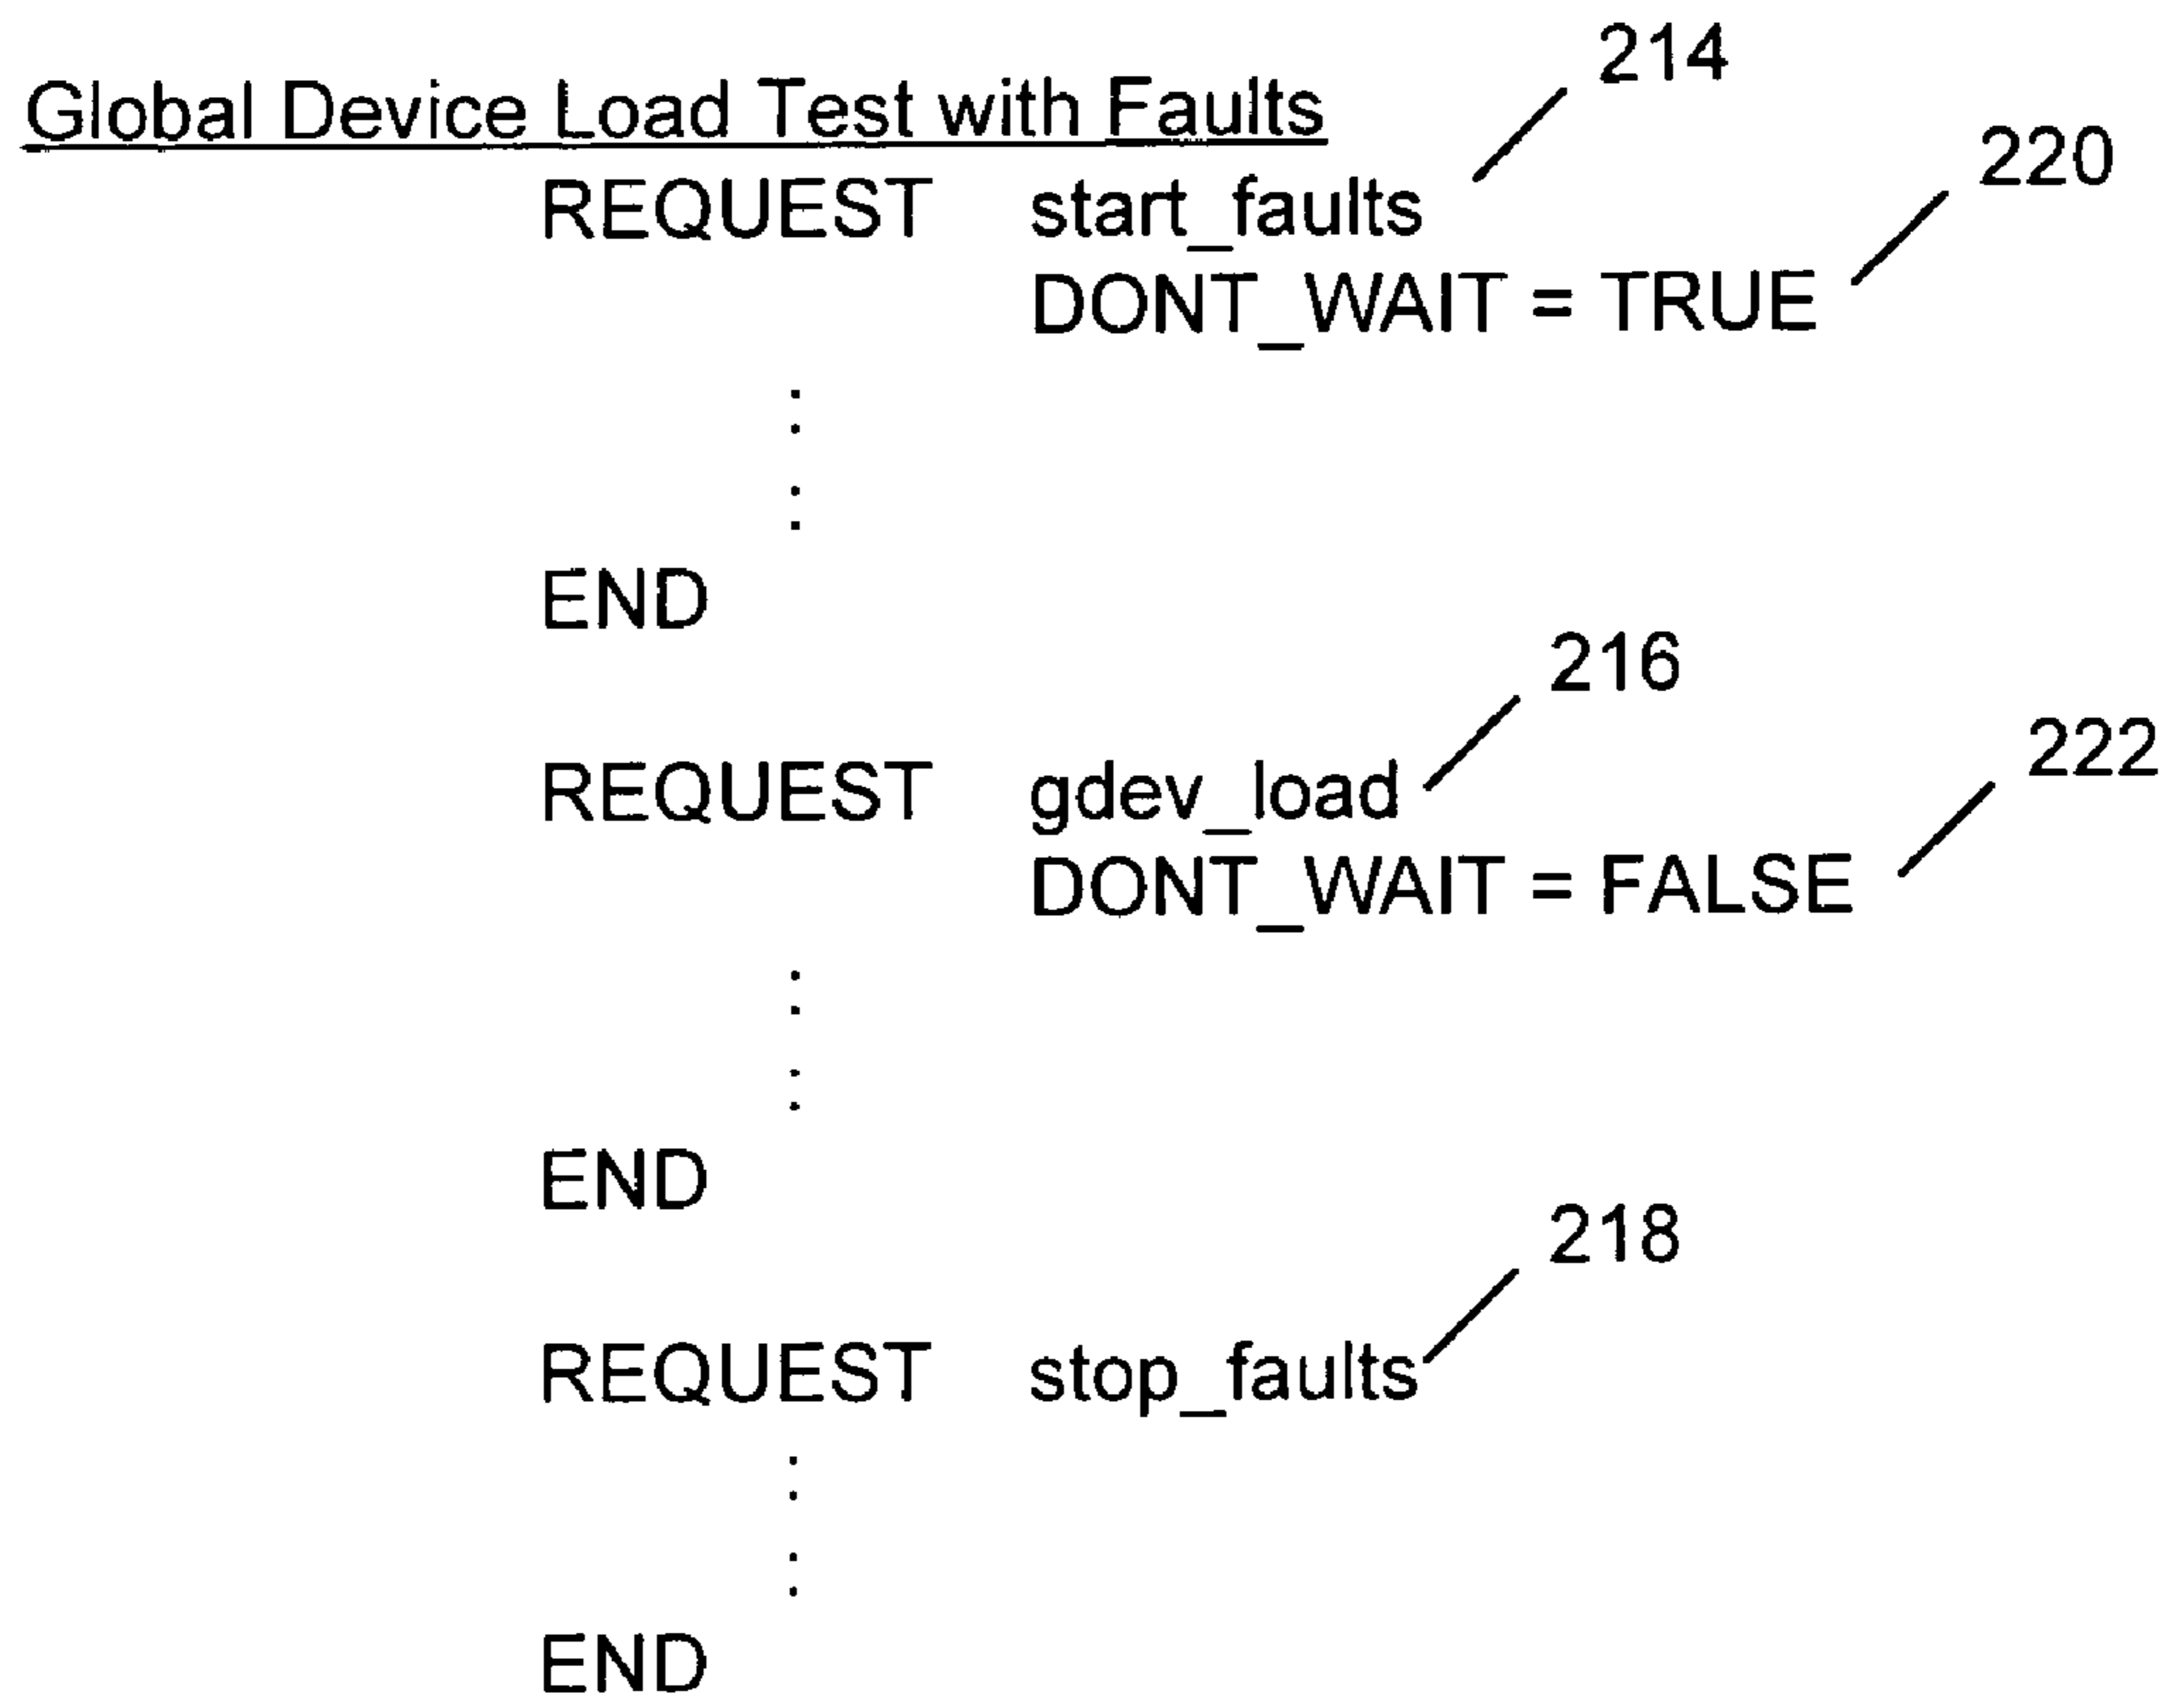 214
Global Device Load Test with Faults
220
REQUEST start_faults
DONT_WAIT = TRUE
:
:
END
216
222
REQUEST gdev_load
DONT_WAIT = FALSE
:
:
END
218
REQUEST stop_faults
:
:
END